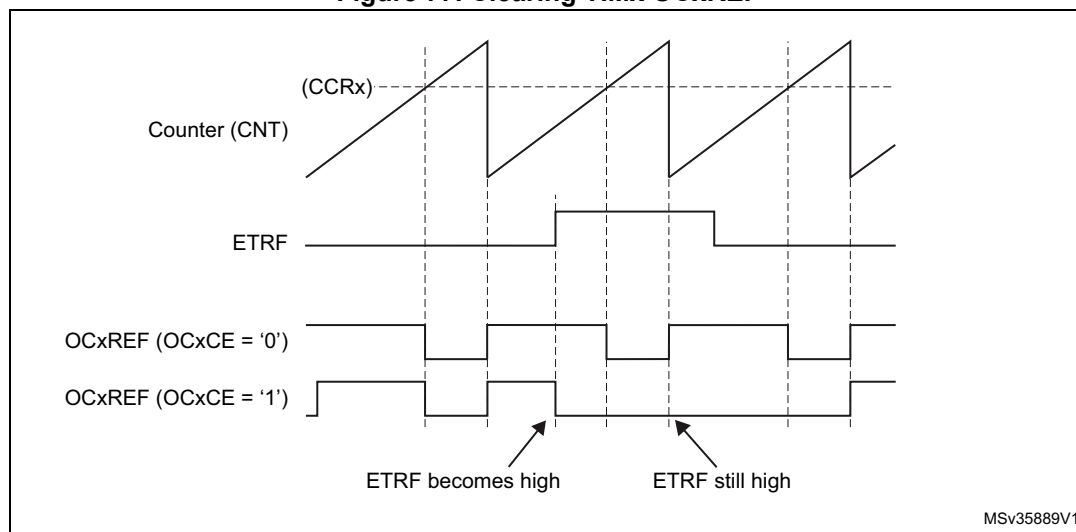 (CCRx)
Counter (CNT)
ETRF
OCxREF (OCxCE = ‘0’)
OCxREF (OCxCE = ‘1’)
ETRF becomes high
ETRF still high
MSv35889V1